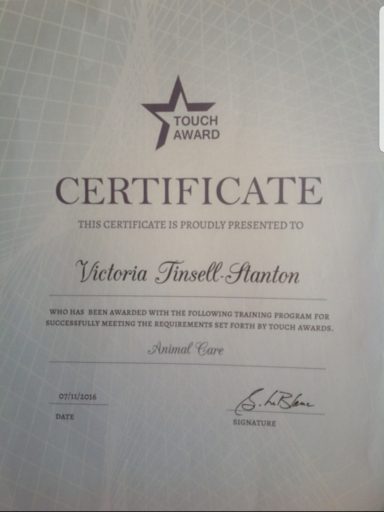 TOUCH
AWARD
CERTIFICATE
THIS CERTIFICATE IS PROUDLY PRESENTED TO
Victoria Tinsell-Stanton
WHO HAS BEEN AWARDED WITH THE FOLLOWING TRAINING PROGRAM FOR
SUCCESSFULLY MEETING THE REQUIREMENTS SET FORTH BY TOUCH AWARDS.
Animal Care
07/11/2016
S. LeBlanc
DATE
SIGNATURE